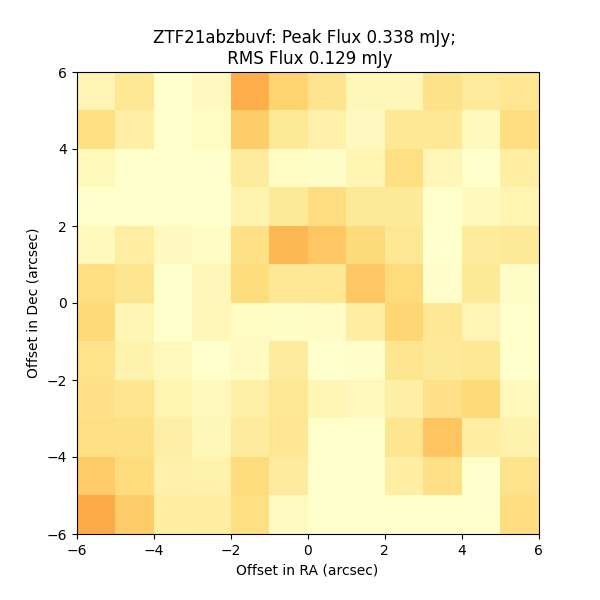 ZTF21abzbuvf: Peak Flux 0.338 mJy;
RMS Flux 0.129 mJy
6
4
2
0
−2
−4
−6
Offset in Dec (arcsec)
−6 −4 −2 0 2 4 6
Offset in RA (arcsec)